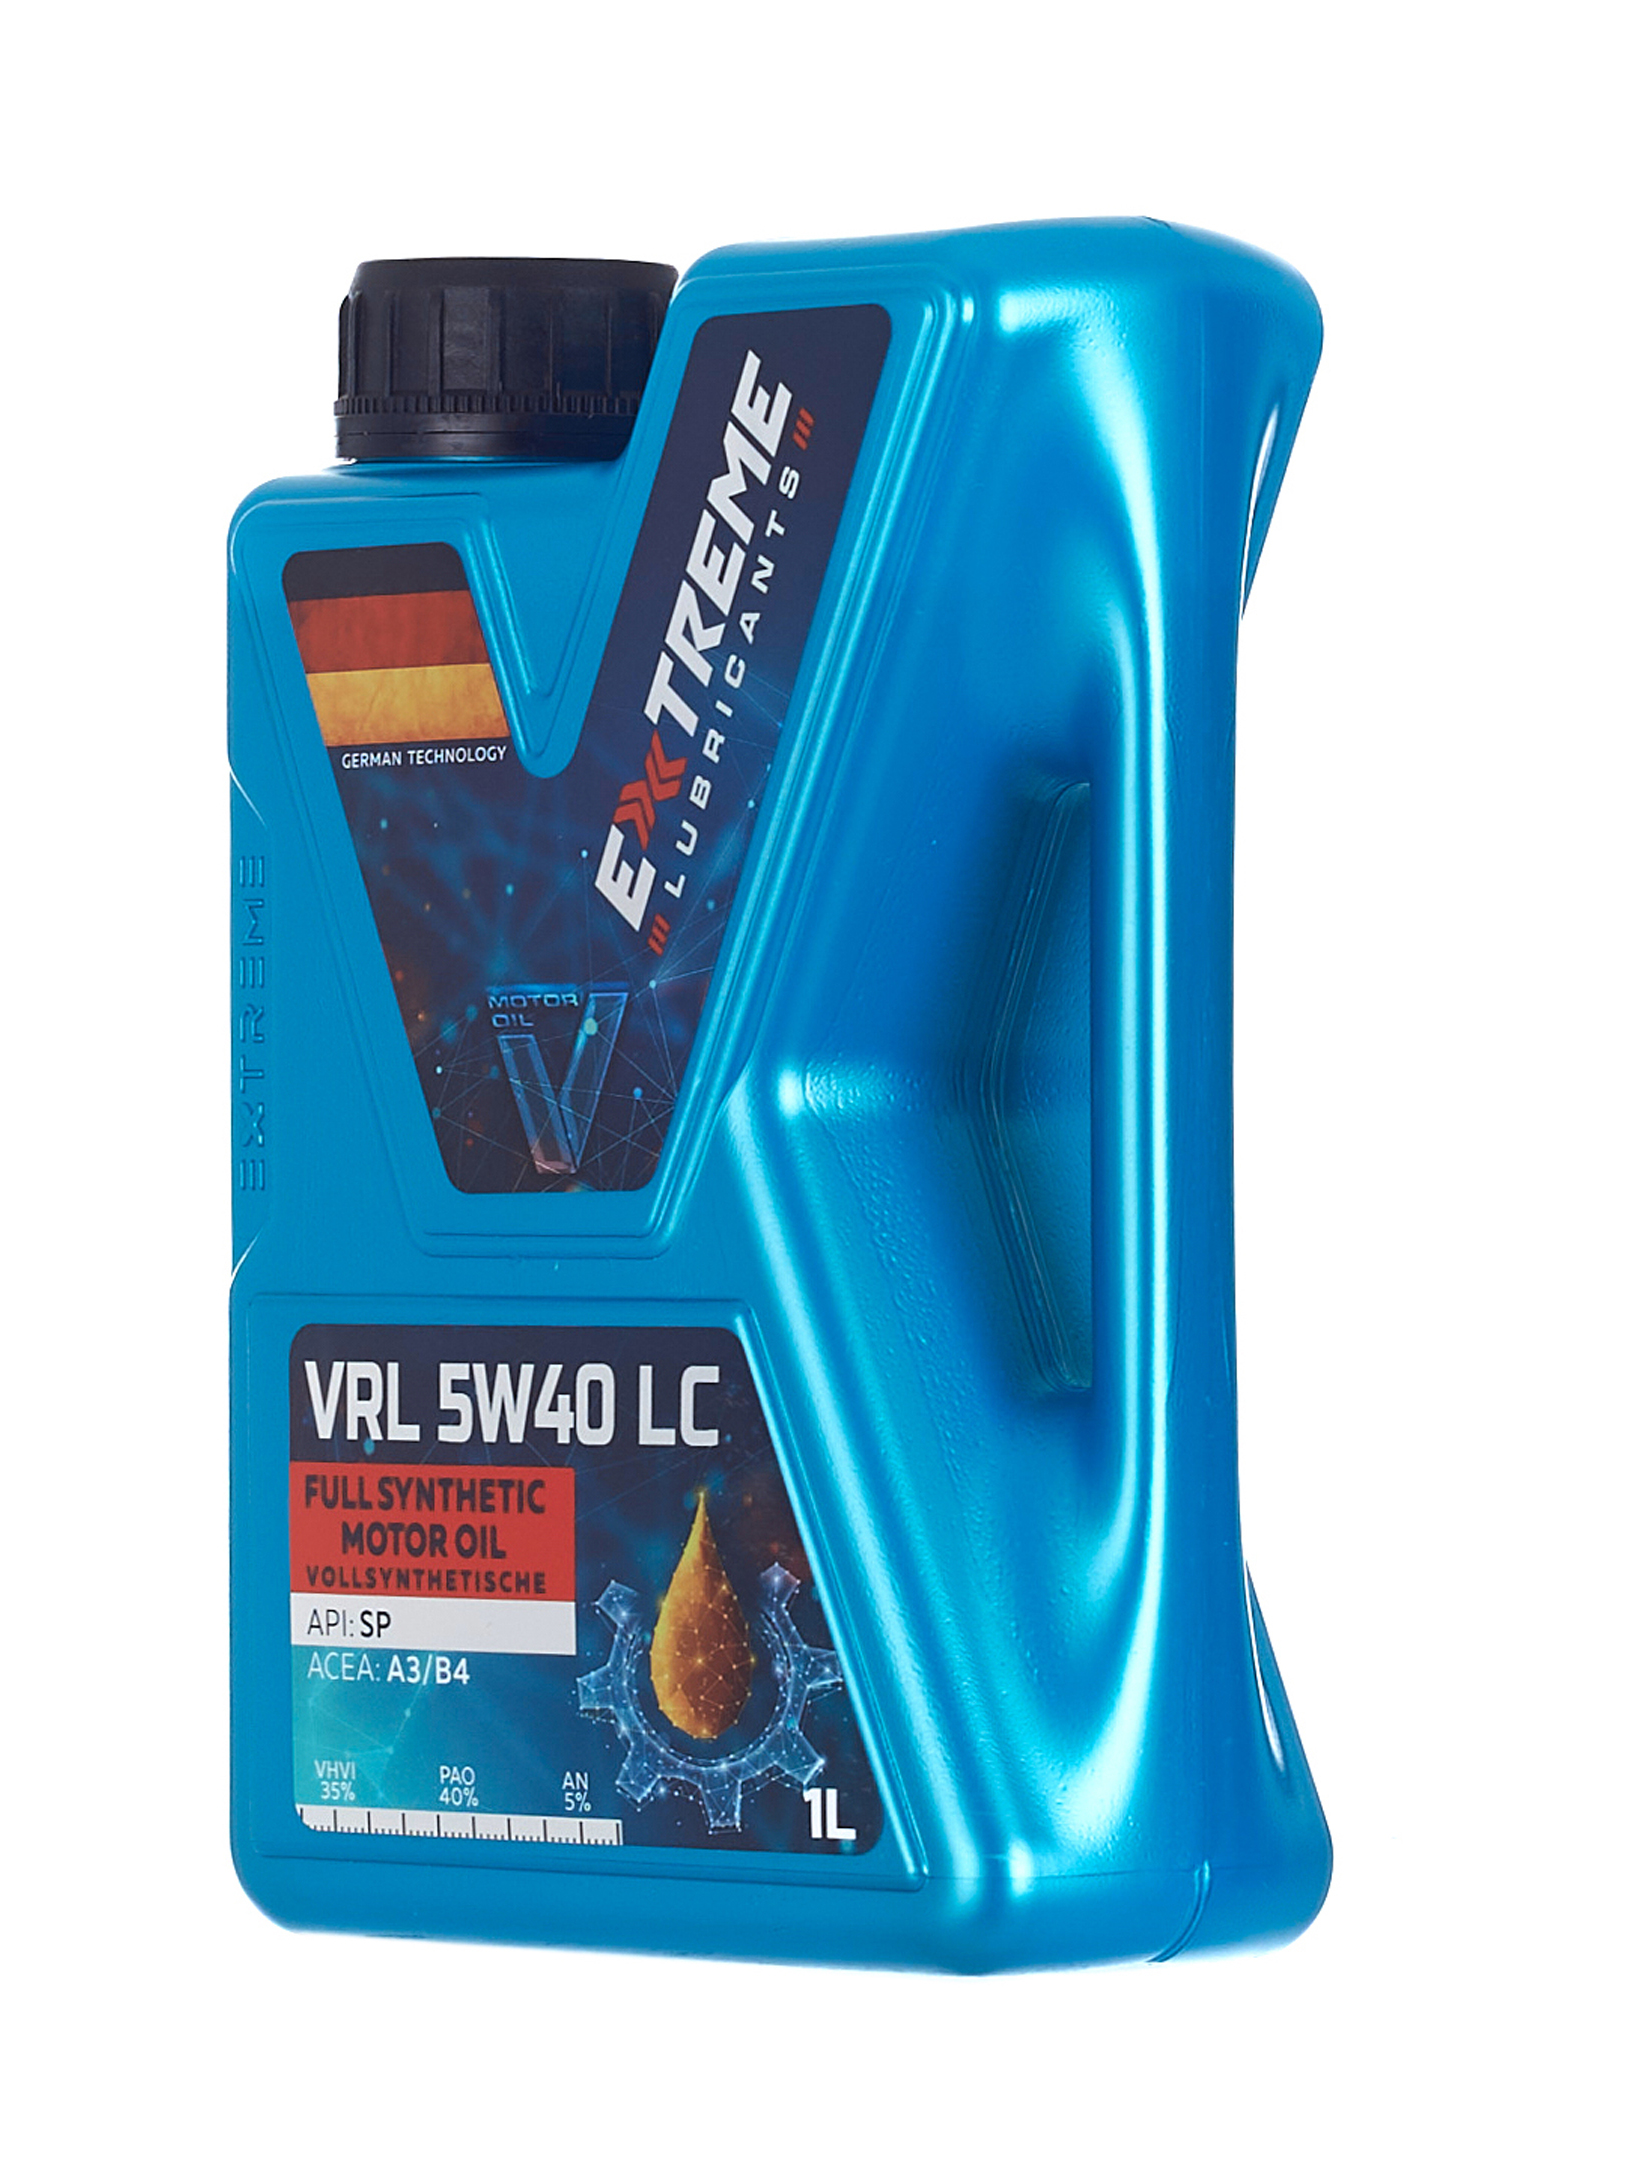 GERMAN TECHNOLOGY
EXTREME
LUBRICANTS
EXTREME
MOTOR
OIL
V
VRL 5W40 LC
FULL SYNTHETIC
MOTOR OIL
VOLLSYNTHETISCHE
API: SP
ACEA: A3/B4
VHVI PAO AN
35% 40% 5%
1L